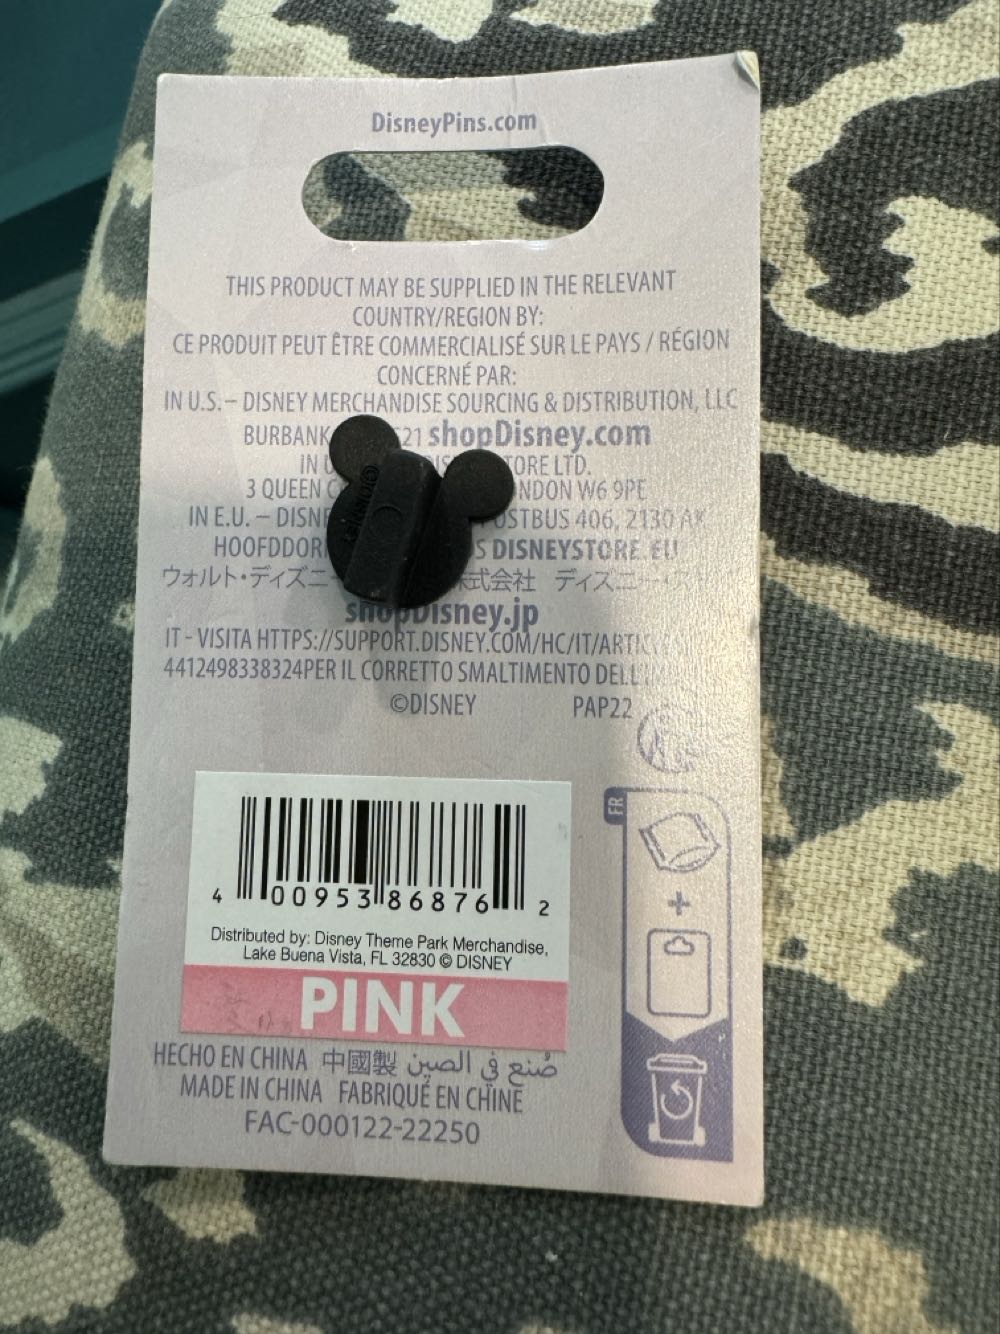 DisneyPins.com
THIS PRODUCT MAY BE SUPPLIED IN THE RELEVANT
COUNTRY/REGION BY:
CE PRODUIT PEUT ÊTRE COMMERCIALISÉ SUR LE PAYS / RÉGION
CONCERNÉ PAR:
IN U.S.– DISNEY MERCHANDISE SOURCING & DISTRIBUTION, LLC
BURBANK 21 shopDisney.com
IN TORE LTD.
3 QUEEN NDON W6 9PE
IN E.U. – DISNE OSTBUS 406, 2130 AK
HOOFDDOR S DISNEYSTORE.EU
ウォルト・ディズニー 式会社 ディズニー
shopDisney.jp
IT - VISITA HTTPS://SUPPORT.DISNEY.COM/HC/IT/ARTIC
4412498338324PER IL CORRETTO SMALTIMENTO DELL'
©DISNEY PAP22
FR
4 00953 86876 2
Distributed by: Disney Theme Park Merchandise,
Lake Buena Vista, FL 32830 © DISNEY
PINK
HECHO EN CHINA 中國製 صُنع في الصين
MADE IN CHINA FABRIQUÉ EN CHINE
FAC-000122-22250